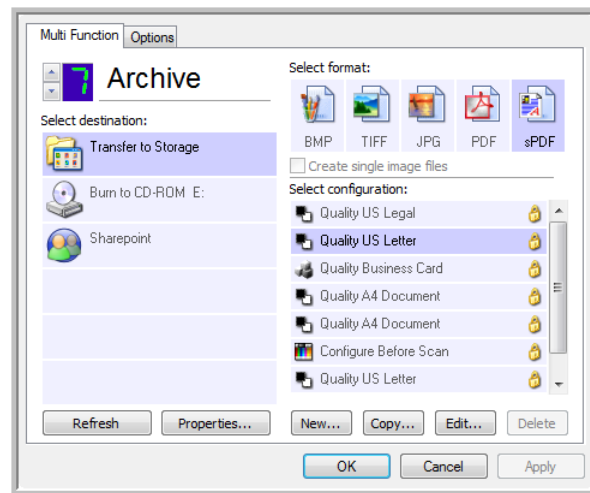 Multi Function
Options
7
Archive
Select destination:
Transfer to Storage
Burn to CD-ROM E:
Sharepoint
Refresh
Properties...
Select format:
BMP
TIFF
JPG
PDF
sPDF
Create single image files
Select configuration:
Quality US Legal
Quality US Letter
Quality Business Card
Quality A4 Document
Quality A4 Document
Configure Before Scan
Quality US Letter
New...
Copy...
Edit...
Delete
OK
Cancel
Apply